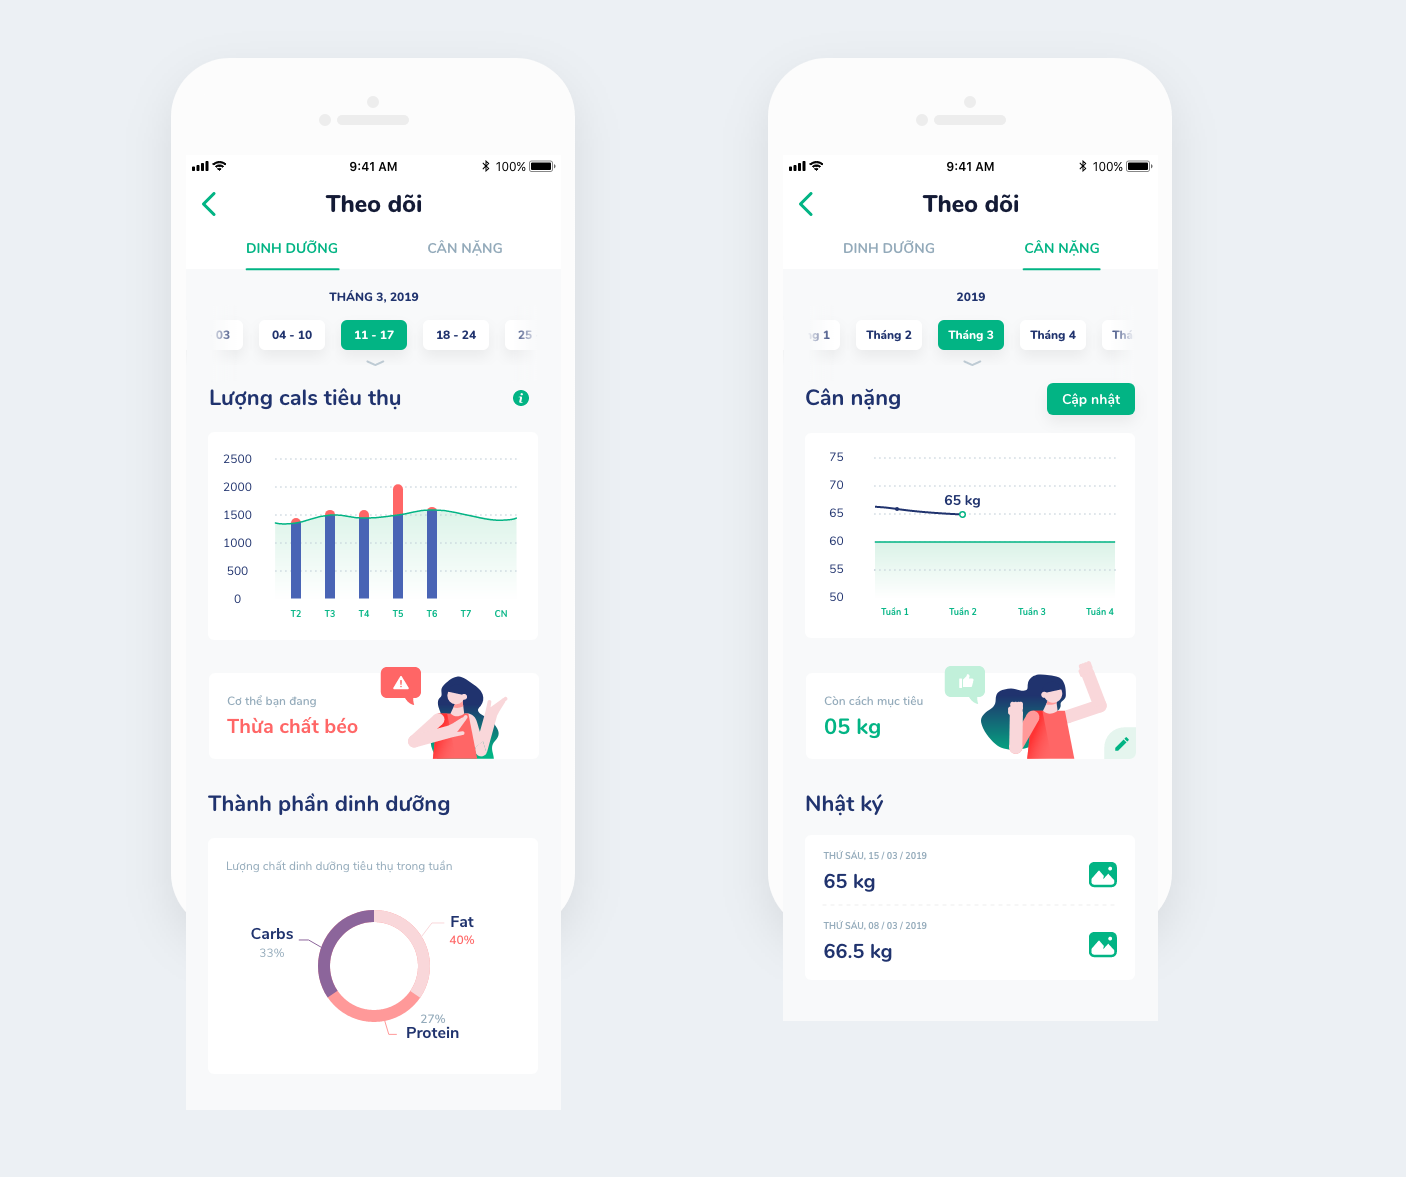 9:41 AM
100%
Theo dõi
DINH DƯỠNG
CÂN NẶNG
THÁNG 3, 2019
03
04 - 10
11 - 17
18 - 24
25
Lượng cals tiêu thụ
i
2500
2000
1500
1000
500
0
T2 T3 T4 T5 T6 T7 CN
Cơ thể bạn đang
Thừa chất béo
Thành phần dinh dưỡng
Lượng chất dinh dưỡng tiêu thụ trong tuần
Fat
40%
Carbs
33%
27%
Protein
9:41 AM
100%
Theo dõi
DINH DƯỠNG
CÂN NẶNG
2019
ng 1
Tháng 2
Tháng 3
Tháng 4
Thá
Cân nặng
Cập nhật
75
70
65 kg
65
60
55
50
Tuần 1 Tuần 2 Tuần 3 Tuần 4
Còn cách mục tiêu
05 kg
Nhật ký
THỨ SÁU, 15 / 03 / 2019
65 kg
THỨ SÁU, 08 / 03 / 2019
66.5 kg